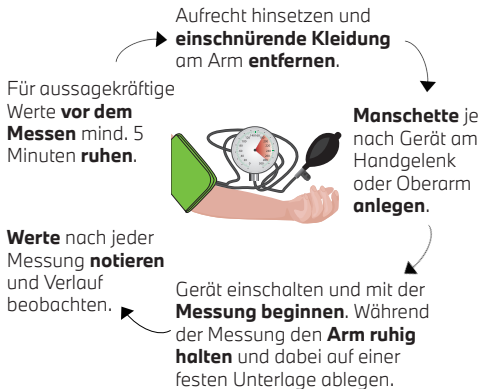 Für aussagekräftige
Werte vor dem
Messen mind. 5
Minuten ruhen.
Aufrecht hinsetzen und
einschnürende Kleidung
am Arm entfernen.
Manschette je
nach Gerät am
Handgelenk
oder Oberarm
anlegen.
Gerät einschalten und mit der
Messung beginnen. Während
der Messung den Arm ruhig
halten und dabei auf einer
festen Unterlage ablegen.
Werte nach jeder
Messung notieren
und Verlauf
beobachten.